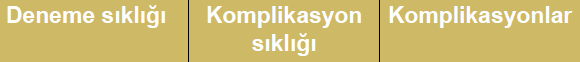 Deneme sıklığı
Komplikasyon
sıklığı
Komplikasyonlar